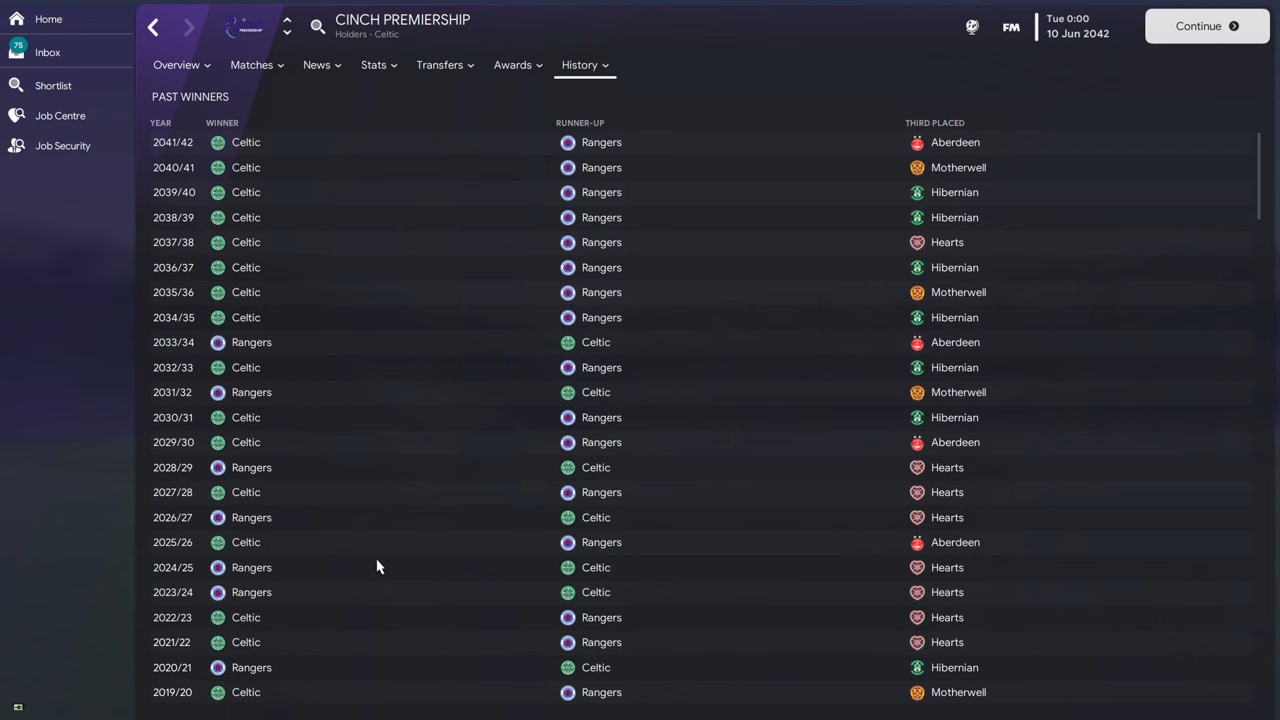 Home
75
Inbox
Shortlist
Job Centre
Job Security
PREMIERSHIP
CINCH PREMIERSHIP
Holders - Celtic
FM
Tue 0:00
10 Jun 2042
Continue
Overview Matches News Stats Transfers Awards History
PAST WINNERS
YEAR WINNER RUNNER-UP THIRD PLACED
2041/42 Celtic Rangers Aberdeen
2040/41 Celtic Rangers Motherwell
2039/40 Celtic Rangers Hibernian
2038/39 Celtic Rangers Hibernian
2037/38 Celtic Rangers Hearts
2036/37 Celtic Rangers Hibernian
2035/36 Celtic Rangers Motherwell
2034/35 Celtic Rangers Hibernian
2033/34 Rangers Celtic Aberdeen
2032/33 Celtic Rangers Hibernian
2031/32 Rangers Celtic Motherwell
2030/31 Celtic Rangers Hibernian
2029/30 Celtic Rangers Aberdeen
2028/29 Rangers Celtic Hearts
2027/28 Celtic Rangers Hearts
2026/27 Rangers Celtic Hearts
2025/26 Celtic Rangers Aberdeen
2024/25 Rangers Celtic Hearts
2023/24 Rangers Celtic Hearts
2022/23 Celtic Rangers Hearts
2021/22 Celtic Rangers Hearts
2020/21 Rangers Celtic Hibernian
2019/20 Celtic Rangers Motherwell